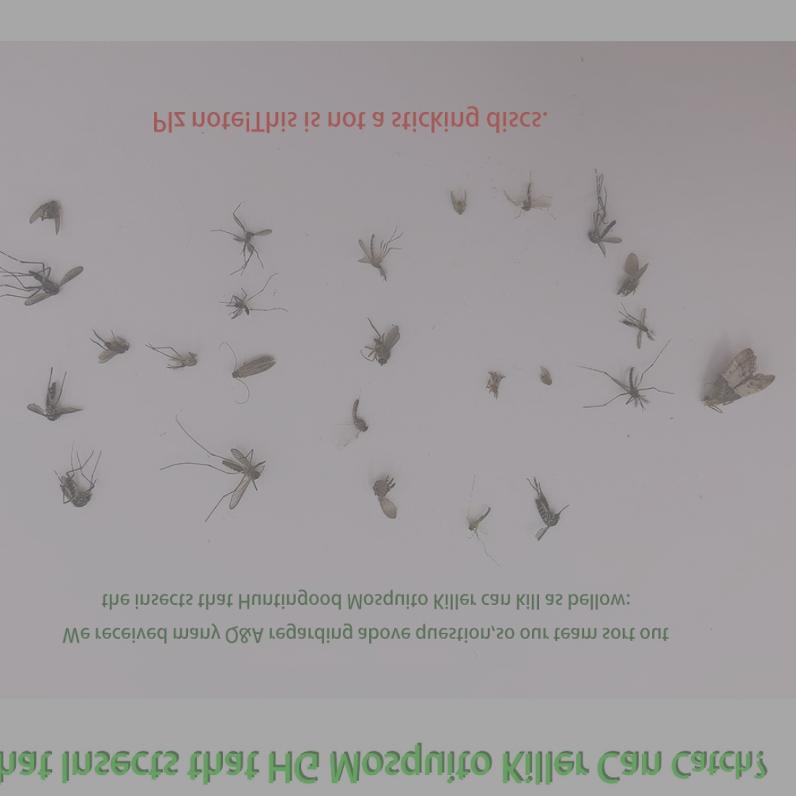 hat Insects that HG Mosquito Killer Can Catch?
We received many Q&A regarding above question,so our team sort out
the insects that Huntingood Mosquito Killer can kill as bellow:
Plz note!This is not a sticking discs.